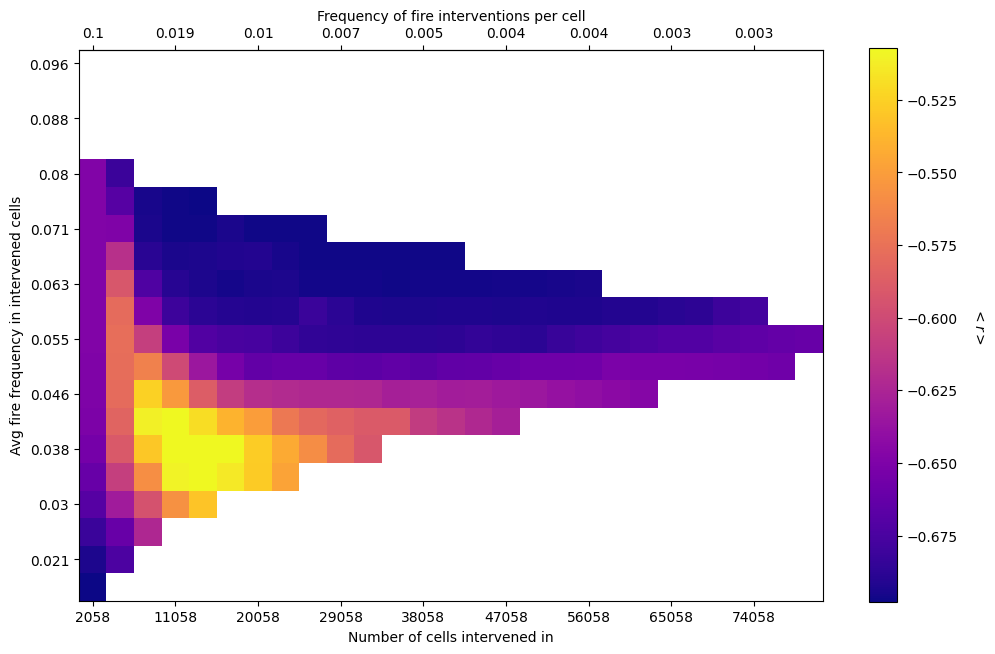 Frequency of fire interventions per cell
0.1 0.019 0.01 0.007 0.005 0.004 0.004 0.003 0.003
0.096
0.088
0.08
0.071
0.063
0.055
0.046
0.038
0.03
0.021
Avg fire frequency in intervened cells
2058 11058 20058 29058 38058 47058 56058 65058 74058
Number of cells intervened in
−0.525
−0.550
−0.575
−0.600
−0.625
−0.650
−0.675
< r >